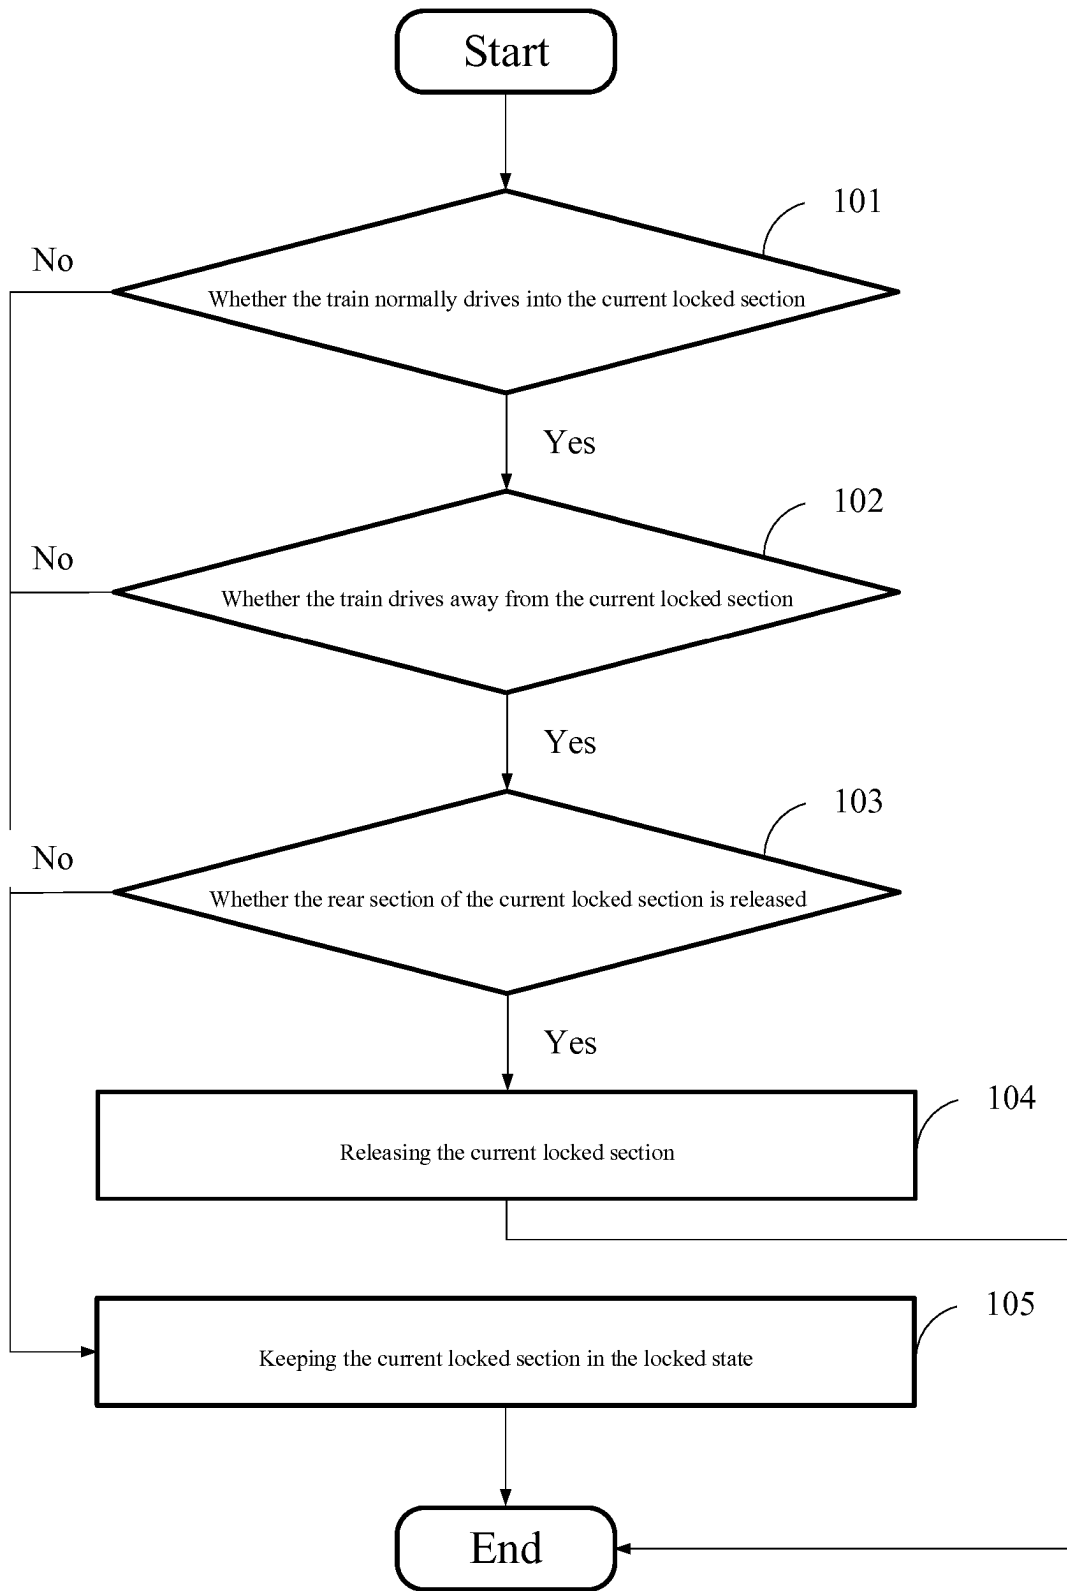 Start
101
No
Whether the train normally drives into the current locked section
Yes
102
No
Whether the train drives away from the current locked section
Yes
103
No
Whether the rear section of the current locked section is released
Yes
104
Releasing the current locked section
105
Keeping the current locked section in the locked state
End